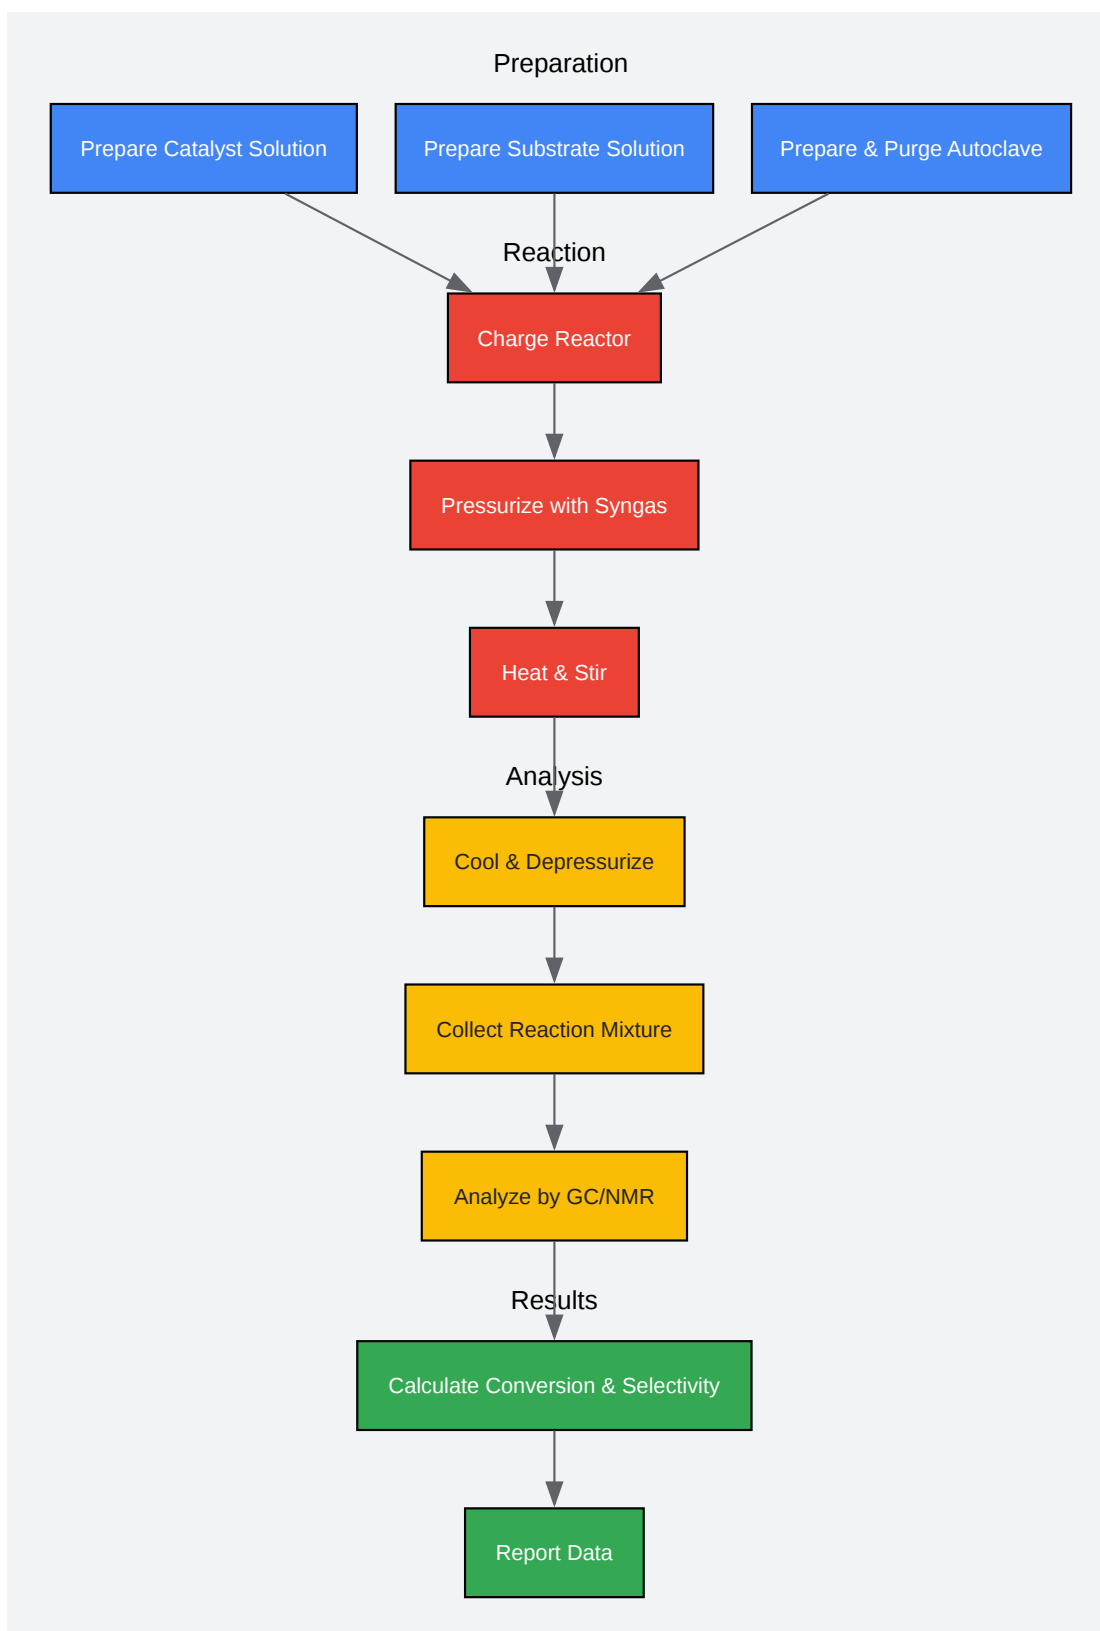 Preparation
Prepare Catalyst Solution
Prepare Substrate Solution
Prepare & Purge Autoclave
Reaction
Charge Reactor
Pressurize with Syngas
Heat & Stir
Analysis
Cool & Depressurize
Collect Reaction Mixture
Analyze by GC/NMR
Results
Calculate Conversion & Selectivity
Report Data